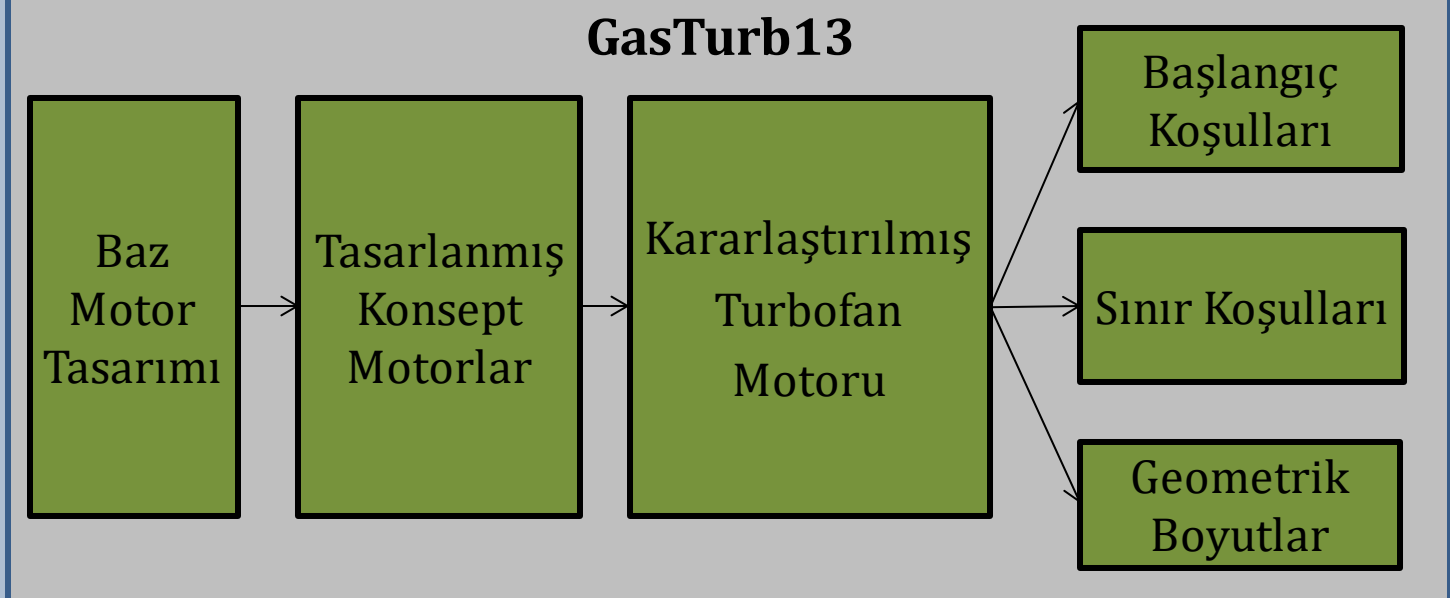 GasTurb13
Baz
Motor
Tasarımı
Tasarlanmış
Konsept
Motorlar
Kararlaştırılmış
Turbofan
Motoru
Başlangıç
Koşulları
Sınır Koşulları
Geometrik
Boyutlar